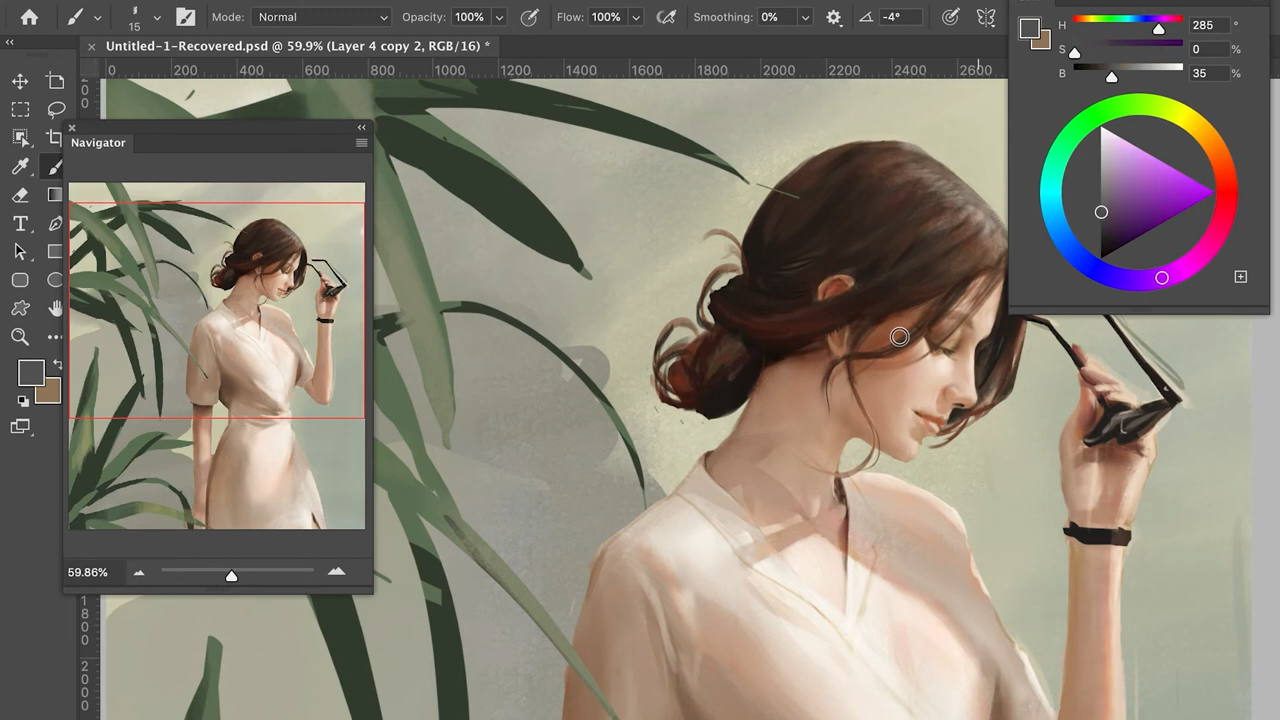 Mode: Normal Opacity: 100% Flow: 100% Smoothing: 0% -4°
15
Untitled-1-Recovered.psd @ 59.9% (Layer 4 copy 2, RGB/16) *
0 200 400 600 800 1000 1200 1400 1600 1800 2000 2200 2400 2600
H 285 °
S 0 %
B 35 %
Navigator
T
59.86%
1800
2000